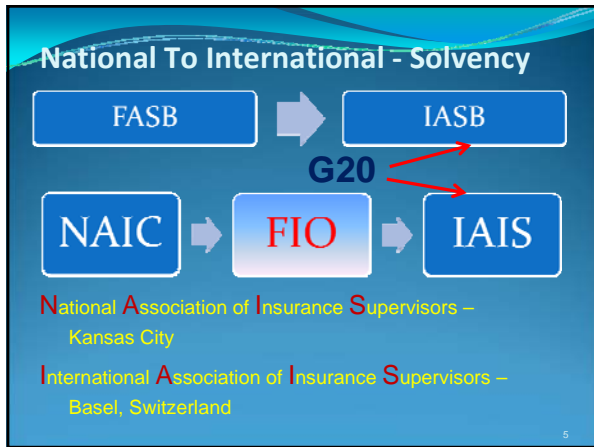 National To International - Solvency
FASB IASB
G20
NAIC FIO IAIS
National Association of Insurance Supervisors –
Kansas City
International Association of Insurance Supervisors –
Basel, Switzerland
5